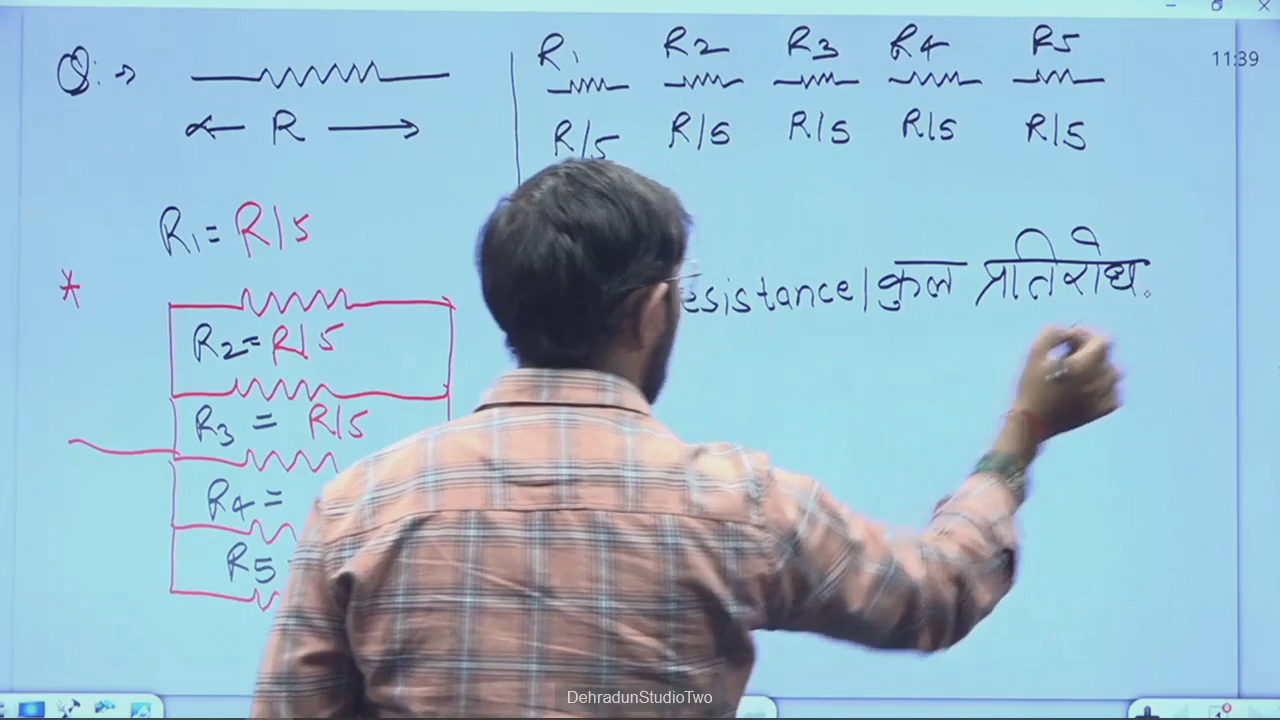 Q:→ R1 R2 R3 R4 R5
11:39
R
R/5 R/5 R/5 R/5 R/5
R1= R/5
*
esistance/कुल प्रतिरोध.
R2= R/5
R3 = R/5
R4=
R5
DehradunStudioTwo